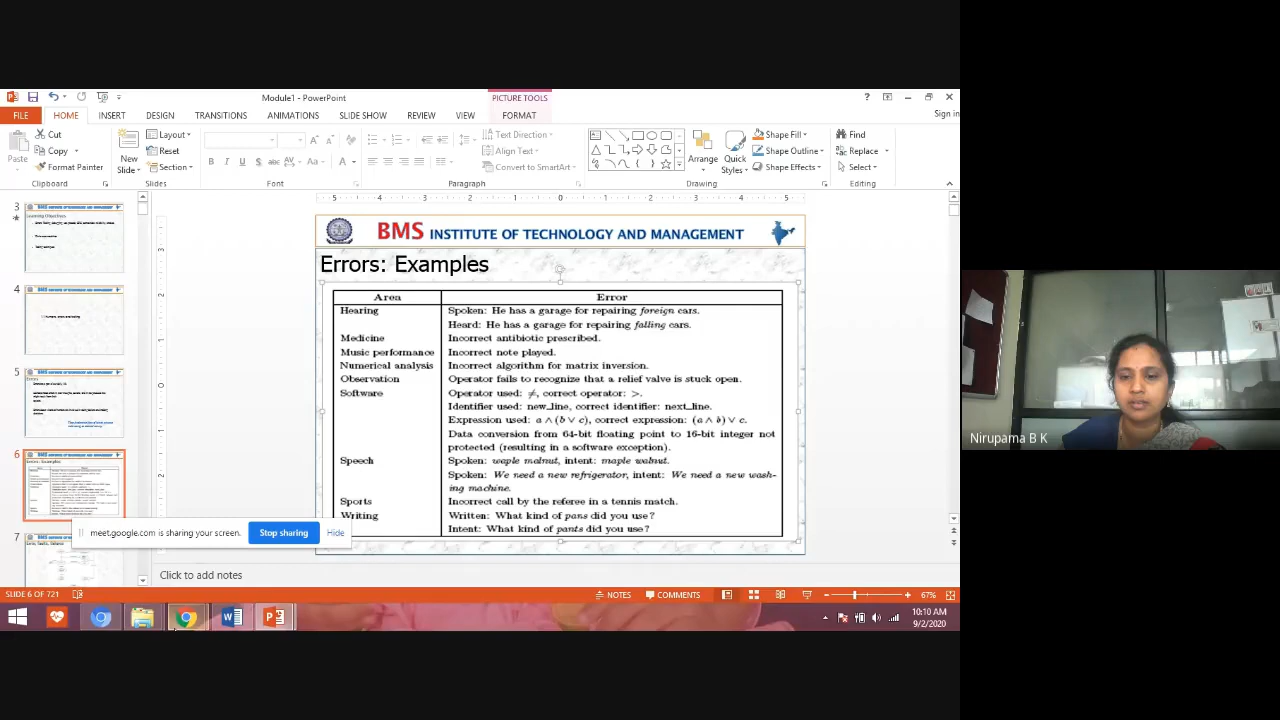 Module1 - PowerPoint
PICTURE TOOLS
Sign in
FILE HOME INSERT DESIGN TRANSITIONS ANIMATIONS SLIDE SHOW REVIEW VIEW FORMAT
Paste
Cut
Copy
Format Painter
Clipboard
New
Slide
Layout
Reset
Section
Slides
Font
Text Direction
Align Text
Convert to SmartArt
Paragraph
Arrange
Quick
Styles
Shape Fill
Shape Outline
Shape Effects
Drawing
Find
Replace
Select
Editing
3
Learning Objectives
4
5
Errors
6
Errors: Examples
7
BMS INSTITUTE OF TECHNOLOGY AND MANAGEMENT
Errors: Examples
Area Error
Hearing Spoken: He has a garage for repairing foreign cars.
Heard: He has a garage for repairing falling cars.
Medicine Incorrect antibiotic prescribed.
Music performance Incorrect note played.
Numerical analysis Incorrect algorithm for matrix inversion.
Observation Operator fails to recognize that a relief valve is stuck open.
Software Operator used: ≠, correct operator: >.
Identifier used: new_line, correct identifier: next_line.
Expression used: a ∧ (b ∨ c), correct expression: (a ∧ b) ∨ c.
Data conversion from 64-bit floating point to 16-bit integer not
protected (resulting in a software exception).
Speech Spoken: waple malnut, intent: maple walnut.
Spoken: We need a new refrigerator, intent: We need a new wash-
ing machine.
Sports Incorrect call by the referee in a tennis match.
Writing Written: What kind of pans did you use?
Intent: What kind of pants did you use?
meet.google.com is sharing your screen. Stop sharing Hide
Click to add notes
SLIDE 6 OF 721 NOTES COMMENTS 67%
10:10 AM
9/2/2020
Nirupama B K